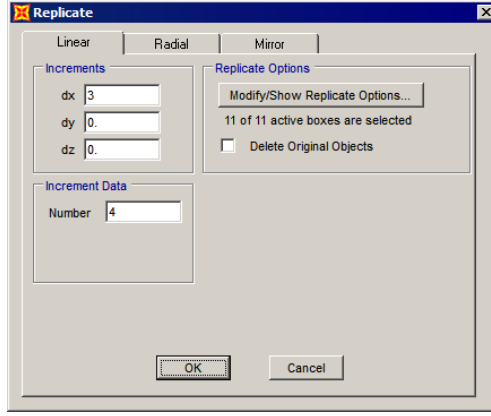 Replicate
Linear
Radial
Mirror
Increments
dx 3
dy 0.
dz 0.
Replicate Options
Modify/Show Replicate Options...
11 of 11 active boxes are selected
Delete Original Objects
Increment Data
Number 4
OK
Cancel